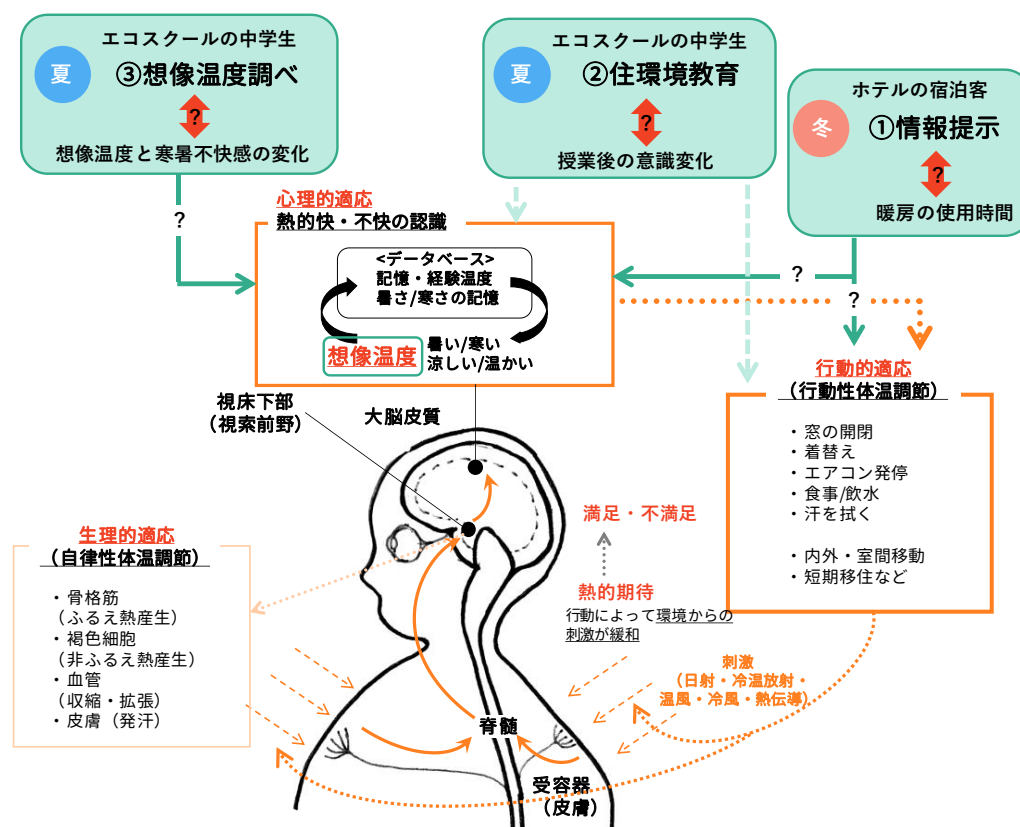 エコスクールの中学生
夏
③想像温度調べ
?
想像温度と寒暑不快感の変化
エコスクールの中学生
夏
②住環境教育
?
授業後の意識変化
ホテルの宿泊客
冬
①情報提示
?
暖房の使用時間
?
?
?
心理的適応
熱的快・不快の認識
<データベース>
記憶・経験温度
暑さ/寒さの記憶
想像温度
暑い/寒い
涼しい/温かい
行動的適応
（行動性体温調節）
・窓の開閉
・着替え
・エアコン発停
・食事/飲水
・汗を拭く
・内外・室間移動
・短期移住など
視床下部
（視索前野）
大脳皮質
生理的適応
（自律性体温調節）
・骨格筋
（ふるえ熱産生）
・褐色細胞
（非ふるえ熱産生）
・血管
（収縮・拡張）
・皮膚（発汗）
満足・不満足
熱的期待
行動によって環境からの
刺激が緩和
刺激
（日射・冷温放射・
温風・冷風・熱伝導）
脊髄
受容器
（皮膚）